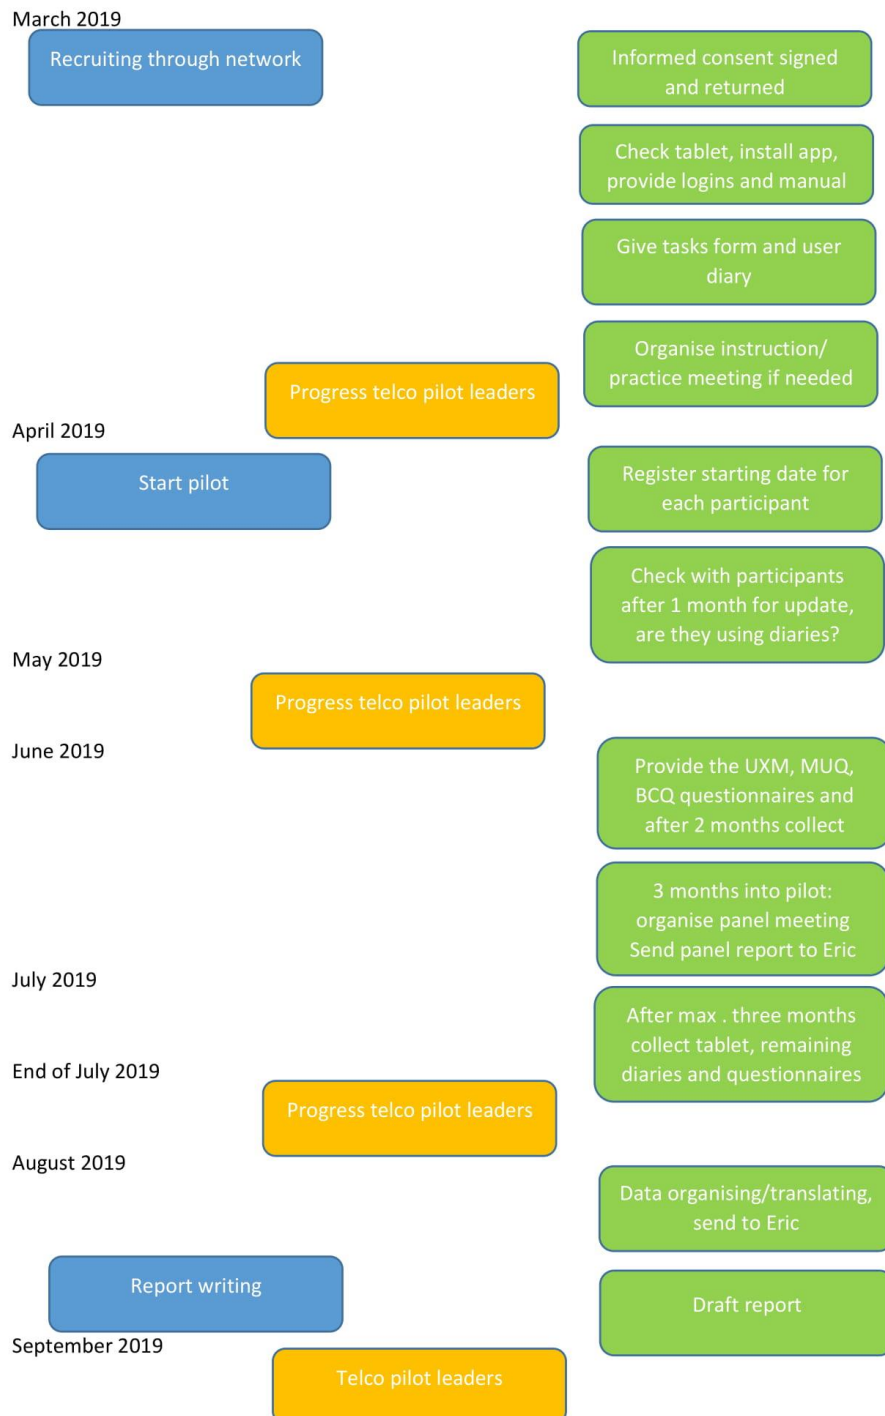 March 2019
Recruiting through network
Informed consent signed
and returned
Check tablet, install app,
provide logins and manual
Give tasks form and user
diary
Organise instruction/
practice meeting if needed
Progress telco pilot leaders
April 2019
Start pilot
Register starting date for
each participant
Check with participants
after 1 month for update,
are they using diaries?
May 2019
Progress telco pilot leaders
June 2019
Provide the UXM, MUQ,
BCQ questionnaires and
after 2 months collect
3 months into pilot:
organise panel meeting
Send panel report to Eric
July 2019
After max . three months
collect tablet, remaining
diaries and questionnaires
End of July 2019
Progress telco pilot leaders
August 2019
Data organising/translating,
send to Eric
Report writing
Draft report
September 2019
Telco pilot leaders